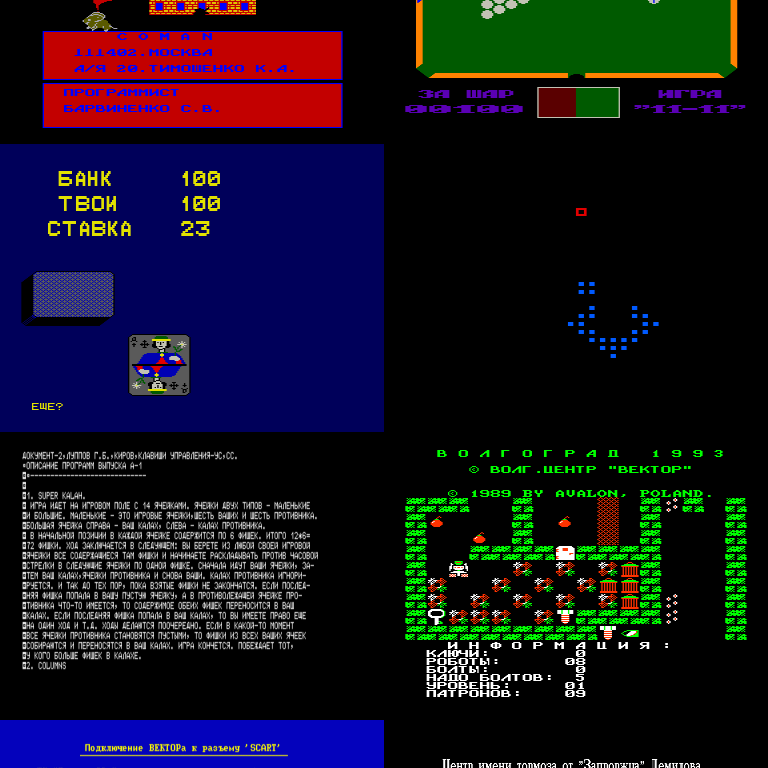 C O M A N
111402.МОСКВА
А/Я 20.ТИМОШЕНКО К.А.
ПРОГРАММИСТ
БАРВИНЕНКО С.В.
ЗА ШАР
00100
ИГРА
"11-11"
БАНК 100
ТВОИ 100
СТАВКА 23
ЕШЕ?
ДОКУМЕНТ-2,ЛУППОВ Г.Б.,КИРОВ,КЛАВИШИ УПРАВЛЕНИЯ-УС,СС.
*ОПИСАНИЕ ПРОГРАММ ВЫПУСКА А-1
*----------------------------
1. SUPER KALAH.
ИГРА ИДЕТ НА ИГРОВОМ ПОЛЕ С 14 ЯЧЕЙКАМИ. ЯЧЕЙКИ ДВУХ ТИПОВ - МАЛЕНЬКИЕ
И БОЛЬШИЕ. МАЛЕНЬКИЕ - ЭТО ИГРОВЫЕ ЯЧЕЙКИ,ШЕСТЬ ВАШИХ И ШЕСТЬ ПРОТИВНИКА.
БОЛЬШАЯ ЯЧЕЙКА СПРАВА - ВАШ КАЛАХ, СЛЕВА - КАЛАХ ПРОТИВНИКА.
В НАЧАЛЬНОЙ ПОЗИЦИИ В КАЖДОЙ ЯЧЕЙКЕ СОДЕРЖИТСЯ ПО 6 ФИШЕК. ИТОГО 12*6=
72 ФИШКИ. ХОД ЗАКЛЮЧАЕТСЯ В СЛЕДУЮЩЕМ: ВЫ БЕРЕТЕ ИЗ ЛЮБОЙ СВОЕЙ ИГРОВОЙ
ЯЧЕЙКИ ВСЕ СОДЕРЖАЩИЕСЯ ТАМ ФИШКИ И НАЧИНАЕТЕ РАСКЛАДЫВАТЬ ПРОТИВ ЧАСОВОЙ
СТРЕЛКИ В СЛЕДУЮЩИЕ ЯЧЕЙКИ ПО ОДНОЙ ФИШКЕ. СНАЧАЛА ИДУТ ВАШИ ЯЧЕЙКИ, ЗА-
ТЕМ ВАШ КАЛАХ,ЯЧЕЙКИ ПРОТИВНИКА И СНОВА ВАШИ. КАЛАХ ПРОТИВНИКА ИГНОРИ-
РУЕТСЯ. И ТАК ДО ТЕХ ПОР, ПОКА ВЗЯТЫЕ ФИШКИ НЕ ЗАКОНЧАТСЯ. ЕСЛИ ПОСЛЕД-
НЯЯ ФИШКА ПОПАЛА В ВАШУ ПУСТУЮ ЯЧЕЙКУ, А В ПРОТИВОЛЕЖАЩЕЙ ЯЧЕЙКЕ ПРО-
ТИВНИКА ЧТО-ТО ИМЕЕТСЯ, ТО СОДЕРЖИМОЕ ОБЕИХ ФИШЕК ПЕРЕНОСИТСЯ В ВАШ
КАЛАХ. ЕСЛИ ПОСЛЕДНЯЯ ФИШКА ПОПАЛА В ВАШ КАЛАХ, ТО ВЫ ИМЕЕТЕ ПРАВО ЕЩЕ
НА ОДИН ХОД И Т.Д. ХОДЫ ДЕЛАЮТСЯ ПООЧЕРЕДНО. ЕСЛИ В КАКОЙ-ТО МОМЕНТ
ВСЕ ЯЧЕЙКИ ПРОТИВНИКА СТАНОВЯТСЯ ПУСТЫМИ, ТО ФИШКИ ИЗ ВСЕХ ВАШИХ ЯЧЕЕК
СОБИРАЮТСЯ И ПЕРЕНОСЯТСЯ В ВАШ КАЛАХ. ИГРА КОНЧЕТСЯ. ПОБЕЖДАЕТ ТОТ,
У КОГО БОЛЬШЕ ФИШЕК В КАЛАХЕ.
2. COLUMNS
В О Л Г О Г Р А Д 1 9 9 3
© ВОЛГ.ЦЕНТР "ВЕКТОР"
© 1989 BY AVALON, POLAND.
И Н Ф О Р М А Ц И Я :
КЛЮЧИ: 0
РОБОТЫ: 08
БОЛТЫ: 0
НАДО БОЛТОВ: 5
УРОВЕНЬ: 01
ПАТРОНОВ: 09
Подключение ВЕКТОРа к разъему 'SCART'
Центр имени тормоза от "Запорожца" Демидова